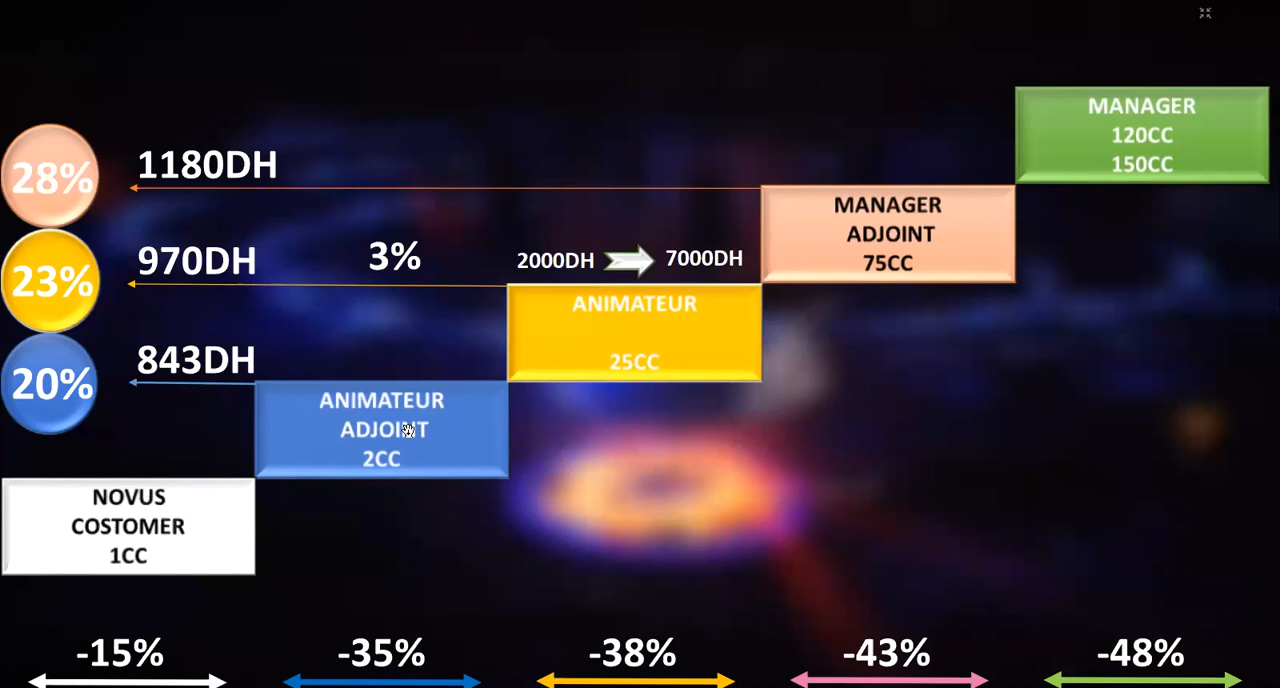 MANAGER
120CC
150CC
28%
1180DH
MANAGER
ADJOINT
75CC
23%
970DH
3%
2000DH
7000DH
ANIMATEUR
25CC
20%
843DH
ANIMATEUR
ADJOINT
2CC
NOVUS
COSTOMER
1CC
-15%
-35%
-38%
-43%
-48%